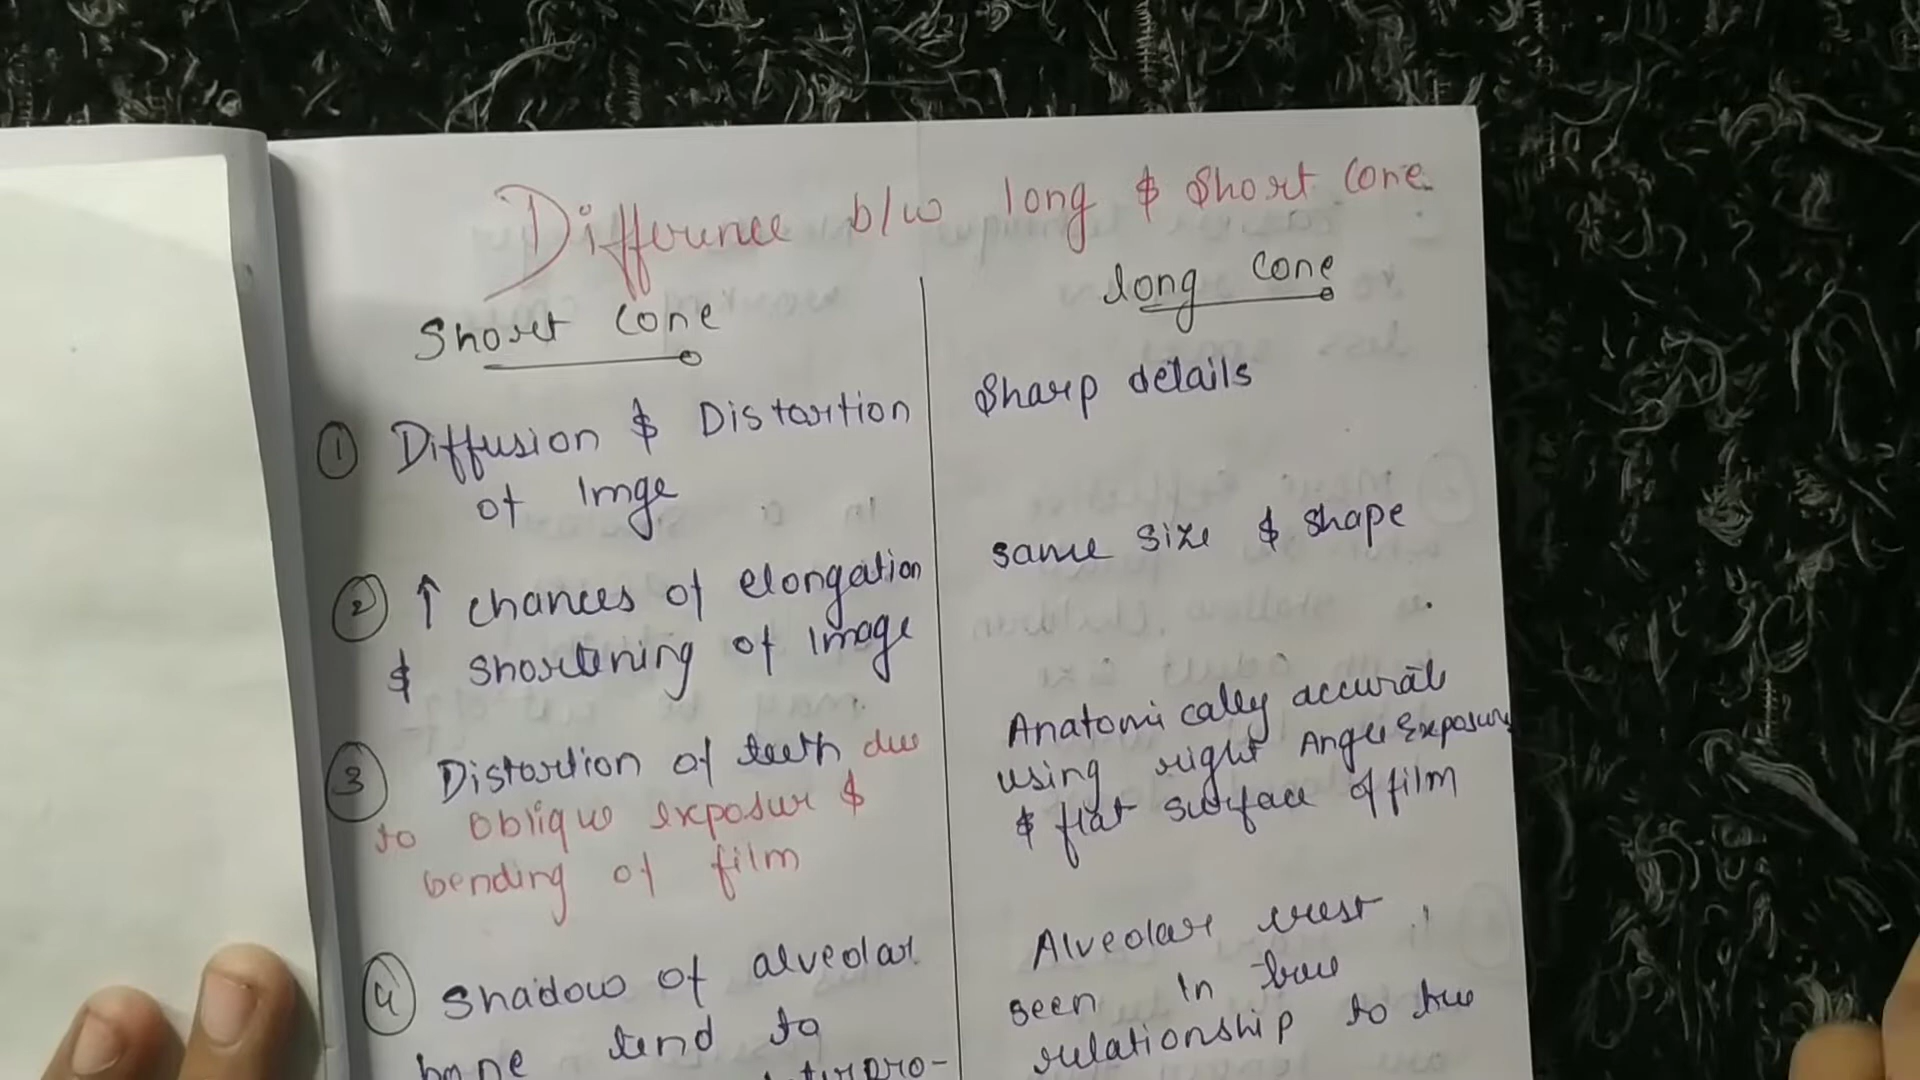 Difference b/w long & Short Cone
Short Cone
① Diffusion & Distortion
of Imge
② ↑ chances of elongation
& shortening of Image
③ Distortion of teeth due
to oblique exposur &
bending of film
④ Shadow of alveolar
bone tend to
long Cone
Sharp details
same size & shape
Anatomically accurate
using right Angle Exposure
& flat surface of film
Alveolar crest
seen in true
relationship to